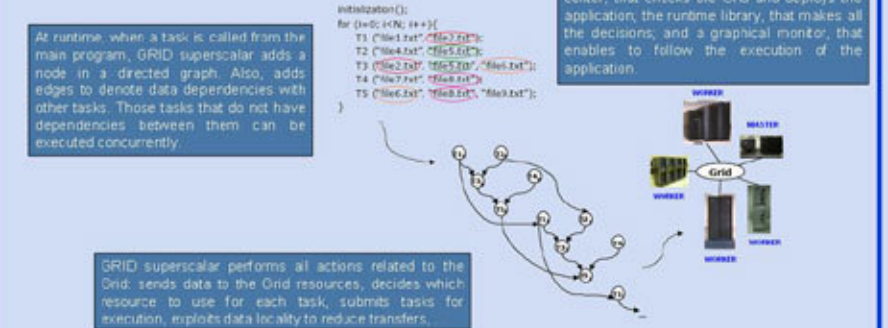 At runtime, when a task is called from the
main program, GRID superscalar adds a
node in a directed graph. Also, adds
edges to denote data dependencies with
other tasks. Those tasks that do not have
dependencies between them can be
executed concurrently.
initialization();
for (i=0; i<N; i++){
T1 ("file1.txt", "file2.txt");
T2 ("file4.txt", "file5.txt");
T3 ("file2.txt", "file5.txt", "file6.txt");
T4 ("file7.txt", "file8.txt");
T5 ("file6.txt", "file8.txt", "file9.txt");
}
center, that checks the GRID and deploys the
application, the runtime library, that makes all
the decisions; and a graphical monitor, that
enables to follow the execution of the
application.
WORKER
MASTER
Grid
WORKER
WORKER
WORKER
GRID superscalar performs all actions related to the
Grid: sends data to the Grid resources, decides which
resource to use for each task, submits tasks for
execution, exploits data locality to reduce transfers,
...